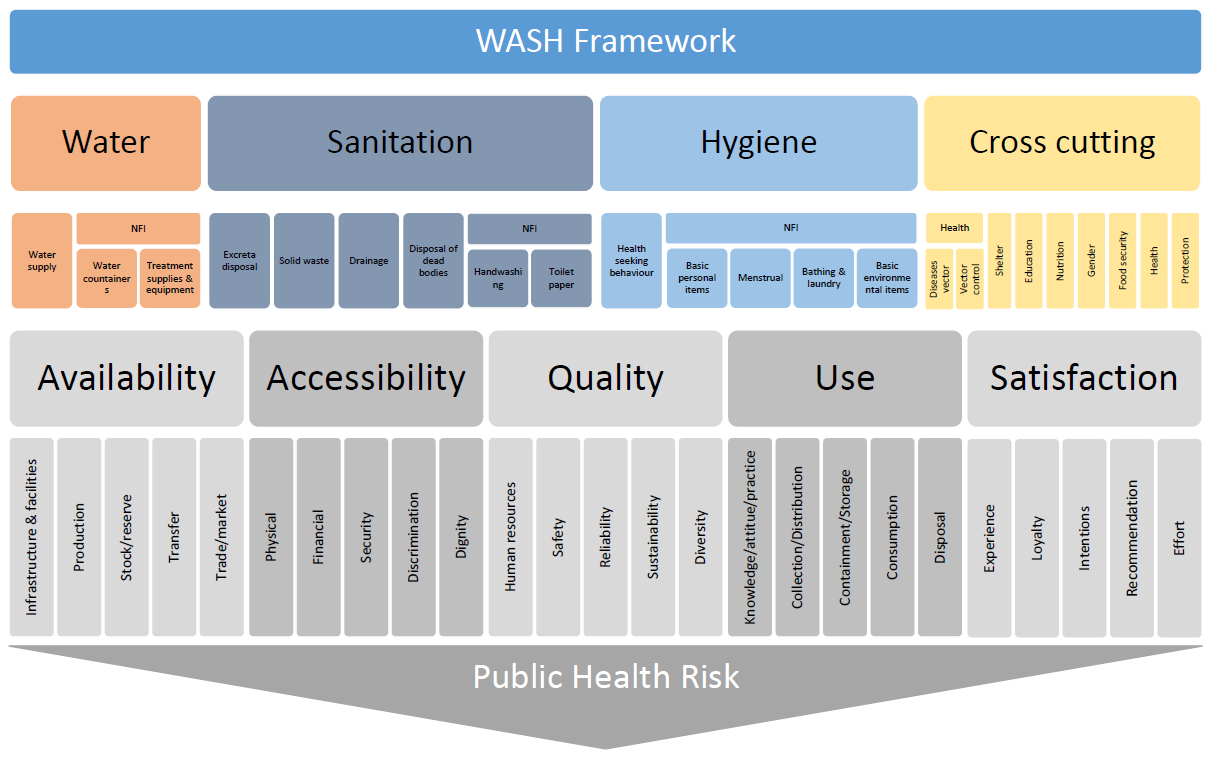 WASH Framework
Water
Sanitation
Hygiene
Cross cutting
Water
supply
NFI
Water
countainer
s
Treatment
supplies &
equipment
Excreta
disposal
Solid waste
Drainage
Disposal of
dead
bodies
NFI
Handwashi
ng
Toilet
paper
Health
seeking
behaviour
NFI
Basic
personal
items
Menstrual
Bathing &
laundry
Basic
environme
ntal items
Health
Diseases
vector
Vector
control
Shelter
Education
Nutrition
Gender
Food security
Health
Protection
Availability
Accessibility
Quality
Use
Satisfaction
Infrastructure & facilities
Production
Stock/reserve
Transfer
Trade/market
Physical
Financial
Security
Discrimination
Dignity
Human resources
Safety
Reliability
Sustainability
Diversity
Knowledge/attitue/practice
Collection/Distribution
Containment/Storage
Consumption
Disposal
Experience
Loyalty
Intentions
Recommendation
Effort
Public Health Risk